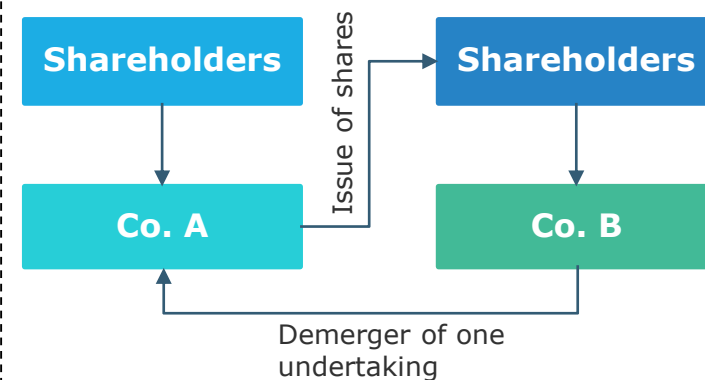 Shareholders
Issue of shares
Shareholders
Co. A
Co. B
Demerger of one
undertaking